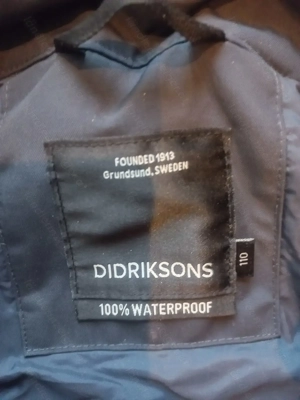 FOUNDED 1913
Grundsund, SWEDEN
DIDRIKSONS
110
100% WATERPROOF